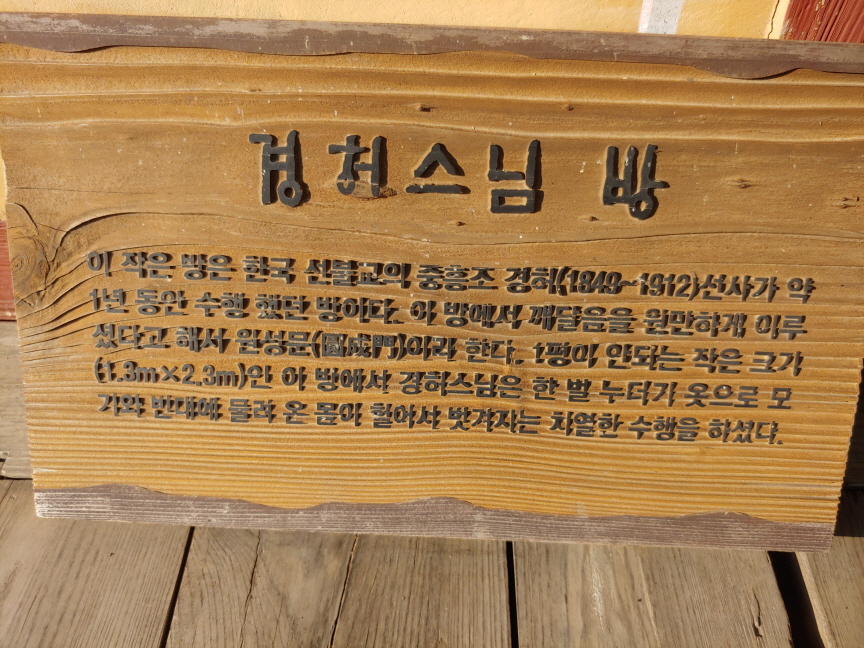 경허스님 방
이 작은 방은 한국 선불교의 중흥조 경허(1849~1912)선사가 약
1년 동안 수행 했던 방이다. 이 방에서 깨달음을 원만하게 이루
셨다고 해서 원성문(圓成門)이라 한다. 1평이 안되는 작은 크기
(1.3m×2.3m)인 이 방에서 경허스님은 한 벌 누더기 옷으로 모
기와 빈대에 물려 온 몸이 헐어서 벗겨지는 치열한 수행을 하셨다.